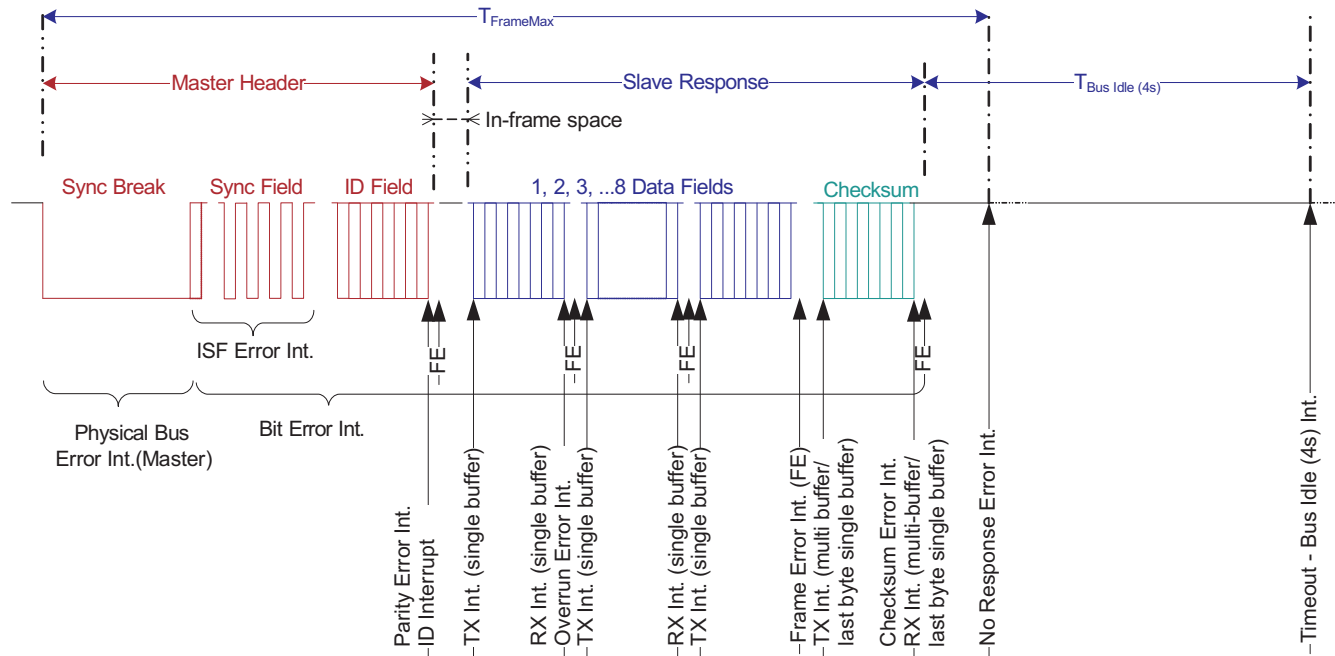 TFrameMax
Master Header
Slave Response
TBus Idle (4s)
In-frame space
Sync Break
Sync Field
ID Field
1, 2, 3, ...8 Data Fields
Checksum
ISF Error Int.
Physical Bus
Error Int.(Master)
Bit Error Int.
FE
FE
FE
FE
Parity Error Int.
ID Interrupt
TX Int. (single buffer)
RX Int. (single buffer)
Overrun Error Int.
TX Int. (single buffer)
RX Int. (single buffer)
TX Int. (single buffer)
Frame Error Int. (FE)
TX Int. (multi buffer/
last byte single buffer)
Checksum Error Int.
RX Int. (multi-buffer/
last byte single buffer)
No Response Error Int.
Timeout - Bus Idle (4s) Int.